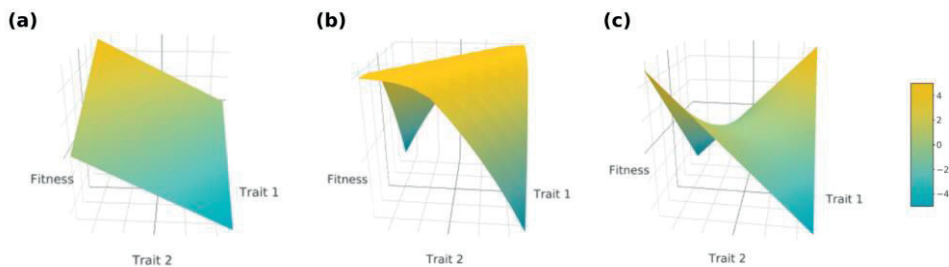 (a)
(b)
(c)
Fitness
Trait 1
Trait 2
Fitness
Trait 1
Trait 2
Fitness
Trait 1
Trait 2
4
2
0
−2
−4